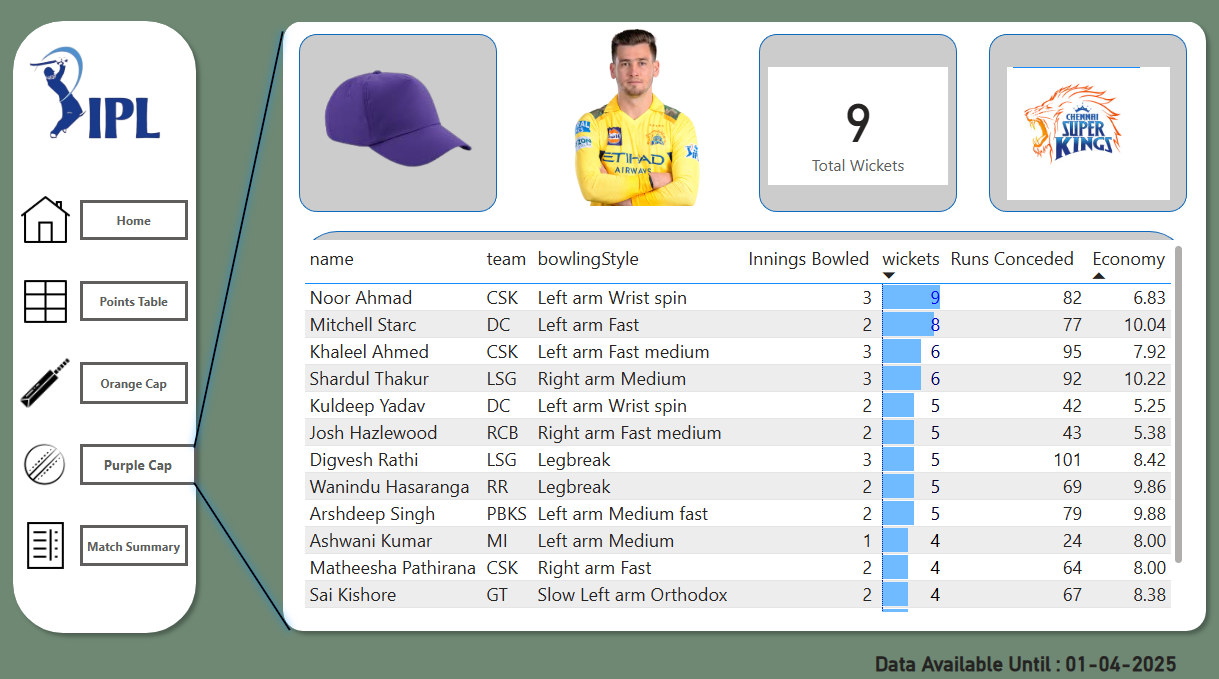 IPL
Home
Points Table
Orange Cap
Purple Cap
Match Summary
ETIHAD
AIRWAYS
9
Total Wickets
CHENNAI
SUPER
KINGS
name team bowlingStyle Innings Bowled wickets Runs Conceded Economy
Noor Ahmad CSK Left arm Wrist spin 3 9 82 6.83
Mitchell Starc DC Left arm Fast 2 8 77 10.04
Khaleel Ahmed CSK Left arm Fast medium 3 6 95 7.92
Shardul Thakur LSG Right arm Medium 3 6 92 10.22
Kuldeep Yadav DC Left arm Wrist spin 2 5 42 5.25
Josh Hazlewood RCB Right arm Fast medium 2 5 43 5.38
Digvesh Rathi LSG Legbreak 3 5 101 8.42
Wanindu Hasaranga RR Legbreak 2 5 69 9.86
Arshdeep Singh PBKS Left arm Medium fast 2 5 79 9.88
Ashwani Kumar MI Left arm Medium 1 4 24 8.00
Matheesha Pathirana CSK Right arm Fast 2 4 64 8.00
Sai Kishore GT Slow Left arm Orthodox 2 4 67 8.38
Data Available Until : 01-04-2025